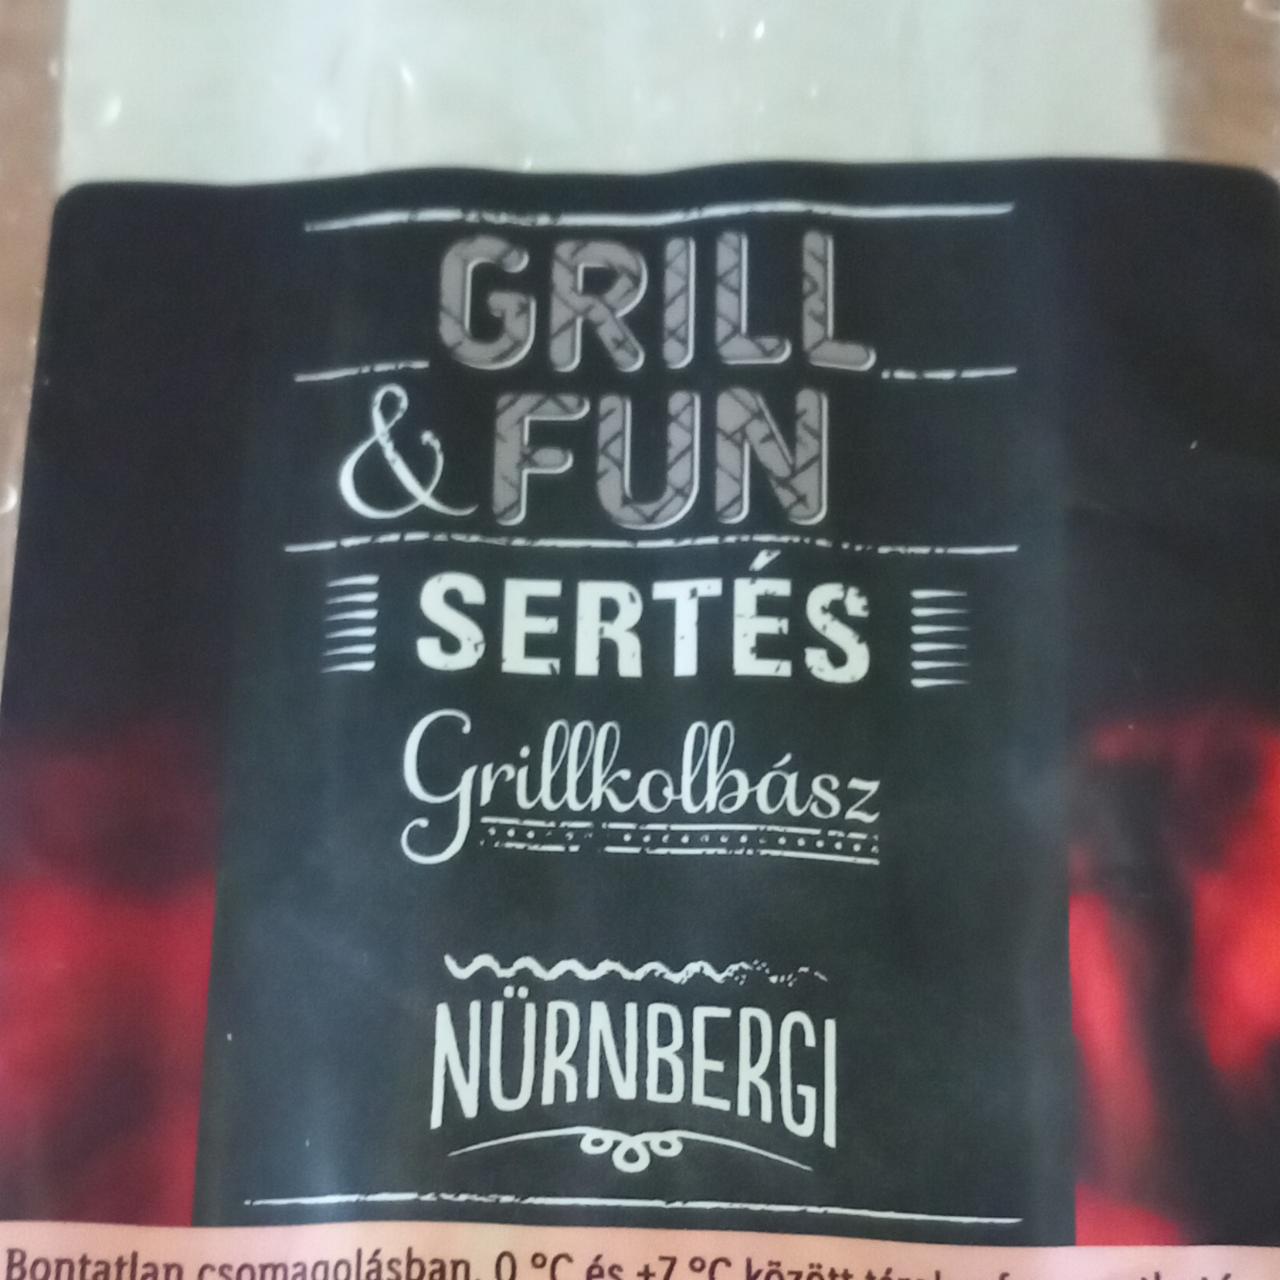 GRILL
& FUN
SERTÉS
Grillkolbász
NÜRNBERGI
Bontatlan csomagolásban, 0 °C és +7 °C között